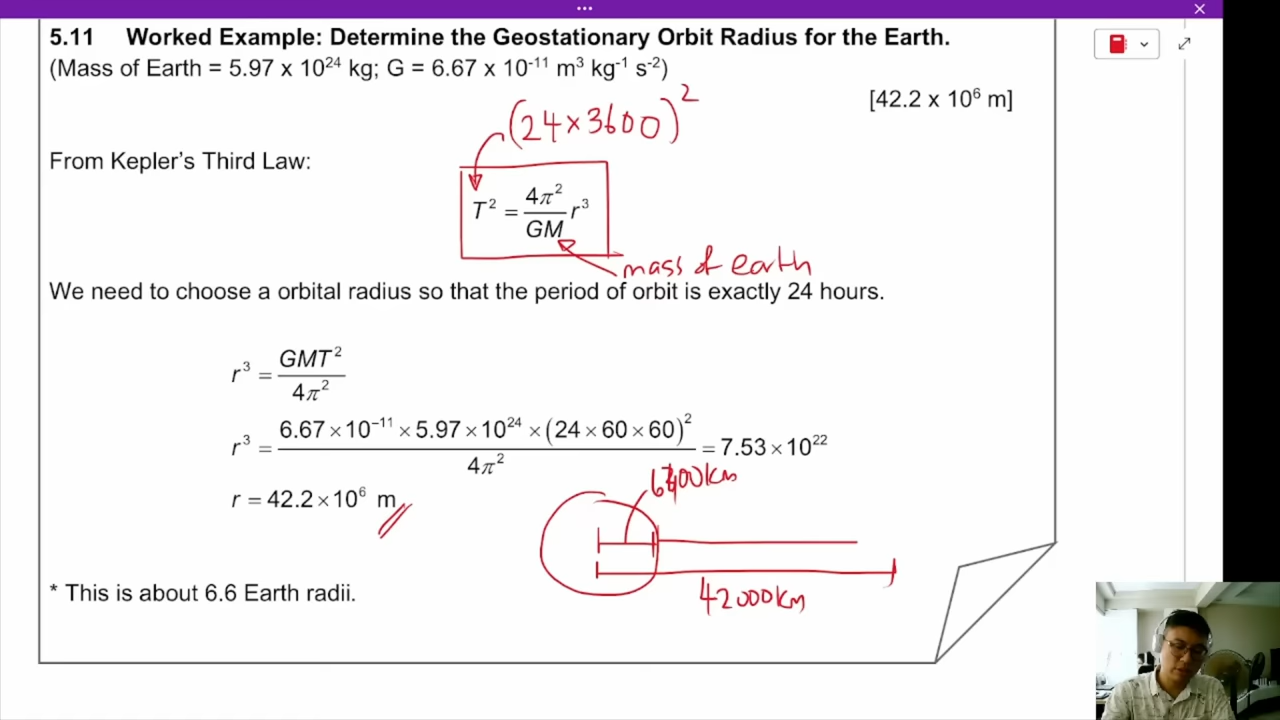 5.11 Worked Example: Determine the Geostationary Orbit Radius for the Earth.
(Mass of Earth = 5.97 x 10²⁴ kg; G = 6.67 x 10⁻¹¹ m³ kg⁻¹ s⁻²)
[42.2 x 10⁶ m]
(24×3600)²
From Kepler's Third Law:
T² = 4π²/GM r³
mass of earth
We need to choose a orbital radius so that the period of orbit is exactly 24 hours.
r³ = GMT²/4π²
r³ = 6.67×10⁻¹¹×5.97×10²⁴×(24×60×60)²/4π² = 7.53×10²²
r = 42.2×10⁶ m
6400km
42000km
* This is about 6.6 Earth radii.